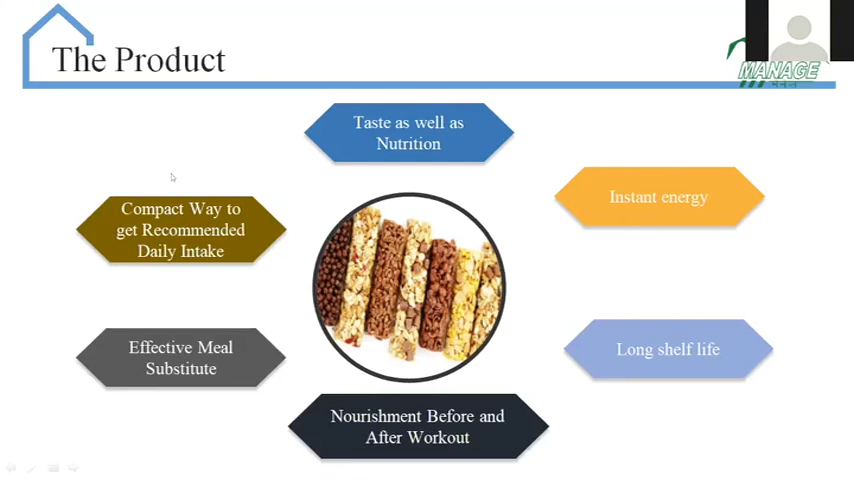 The Product
MANAGE
Taste as well as
Nutrition
Instant energy
Compact Way to
get Recommended
Daily Intake
Effective Meal
Substitute
Long shelf life
Nourishment Before and
After Workout